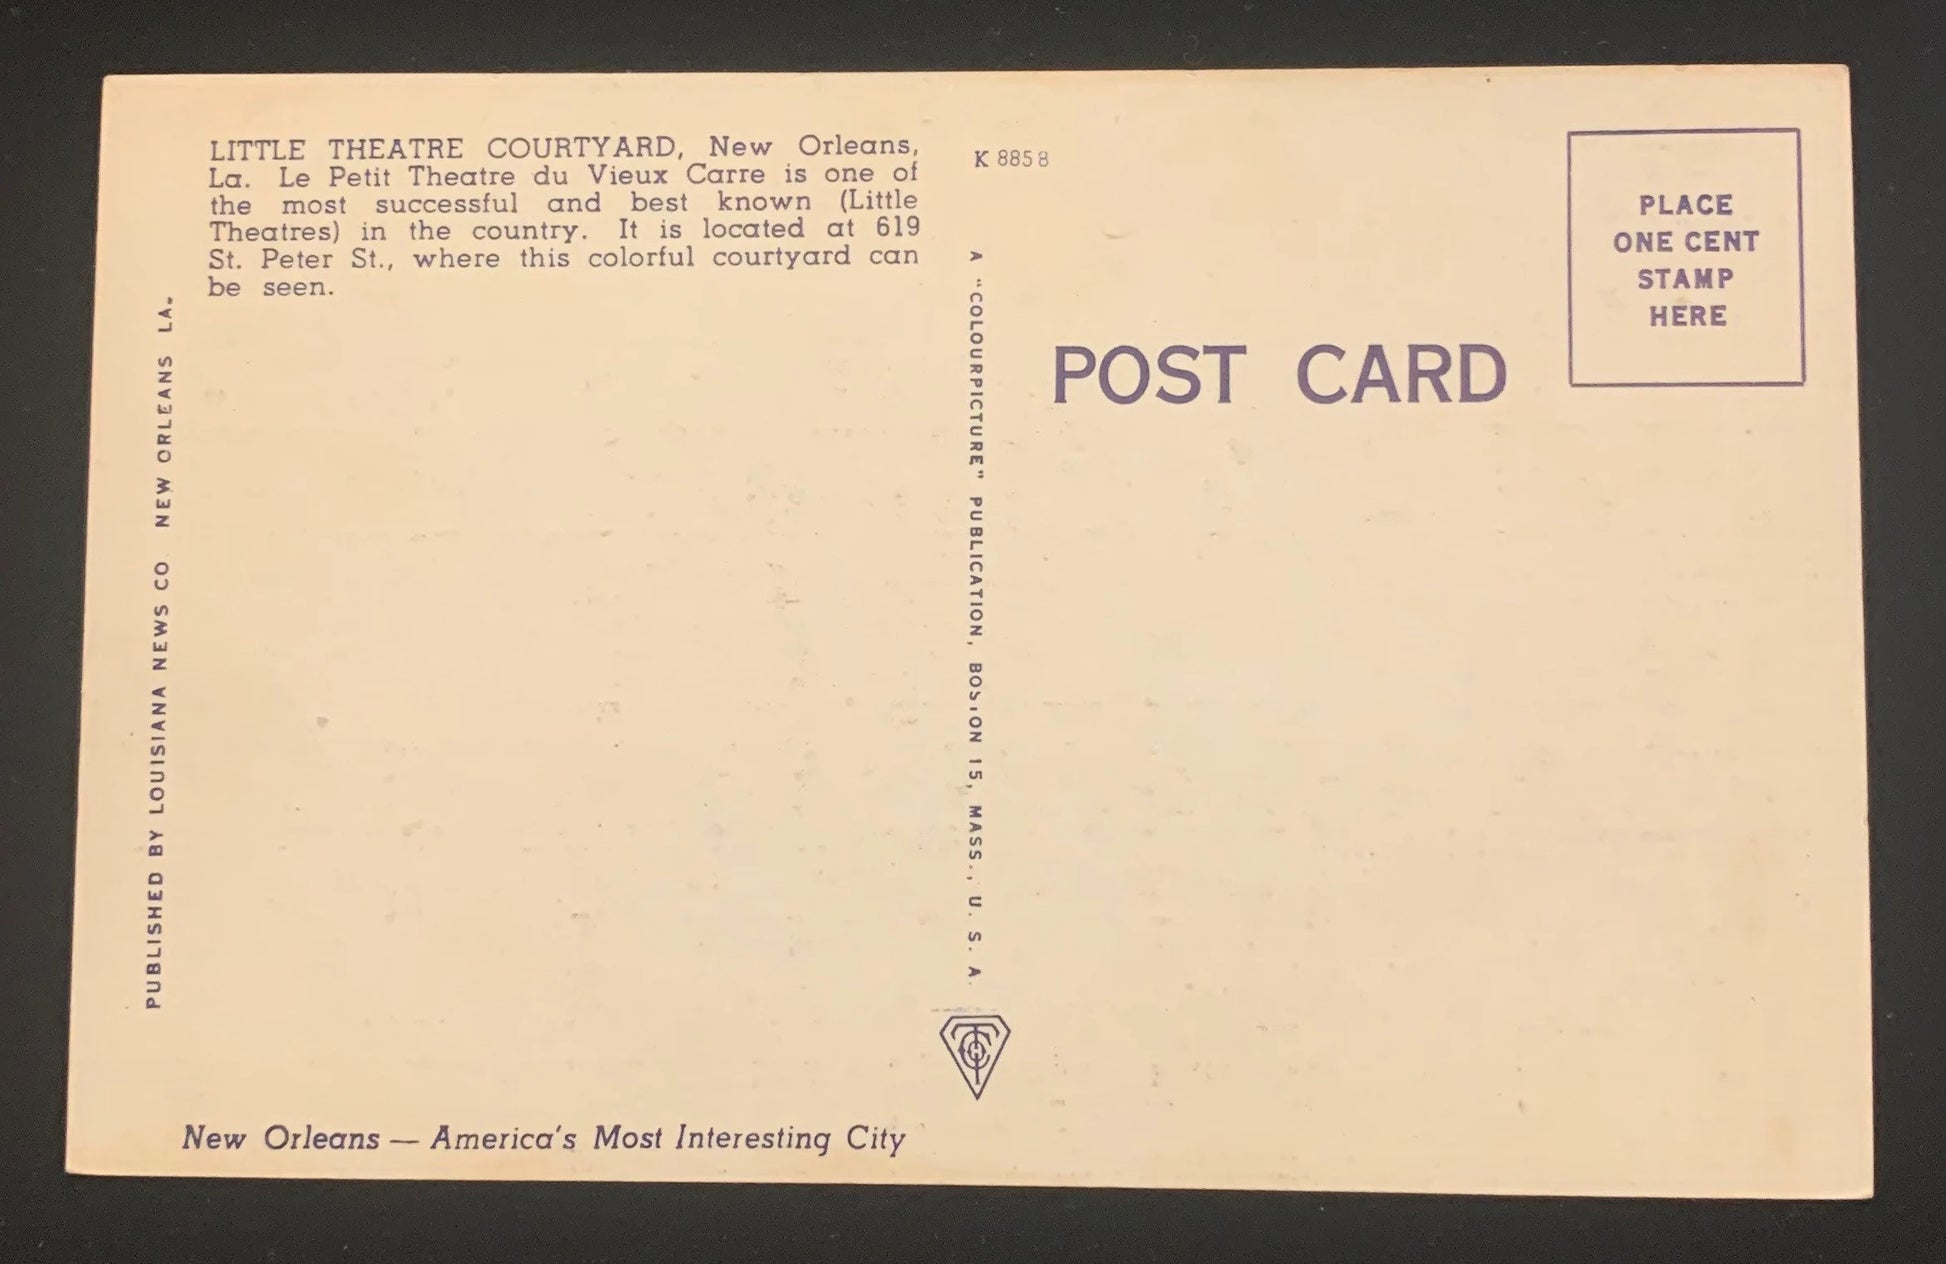 LITTLE THEATRE COURTYARD, New Orleans,
La. Le Petit Theatre du Vieux Carre is one of
the most successful and best known (Little
Theatres) in the country. It is located at 619
St. Peter St., where this colorful courtyard can
be seen.
PUBLISHED BY LOUISIANA NEWS CO. NEW ORLEANS LA.
New Orleans — America's Most Interesting City
K 8858
A "COLOURPICTURE" PUBLICATION, BOSTON 15, MASS., U. S. A.
POST CARD
PLACE
ONE CENT
STAMP
HERE